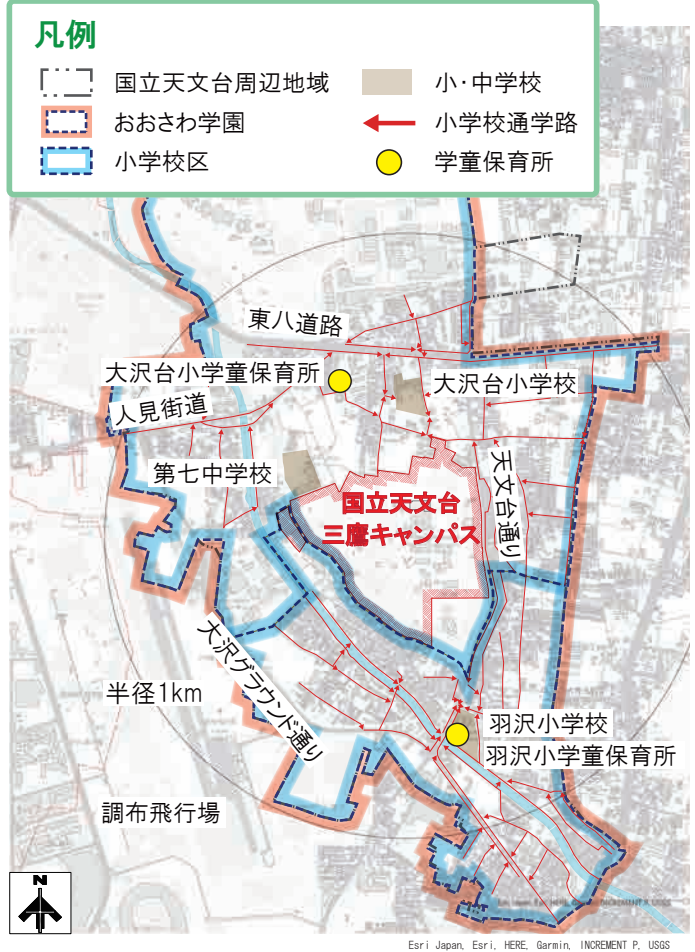 凡例
国立天文台周辺地域
小・中学校
おおさわ学園
小学校通学路
小学校区
学童保育所
東八道路
大沢台小学童保育所
大沢台小学校
人見街道
第七中学校
天文台通り
国立天文台
三鷹キャンパス
大沢グラウンド通り
半径1km
羽沢小学校
羽沢小学童保育所
調布飛行場
N
Esri Japan, Esri, HERE, Garmin, INCREMENT P, USGS